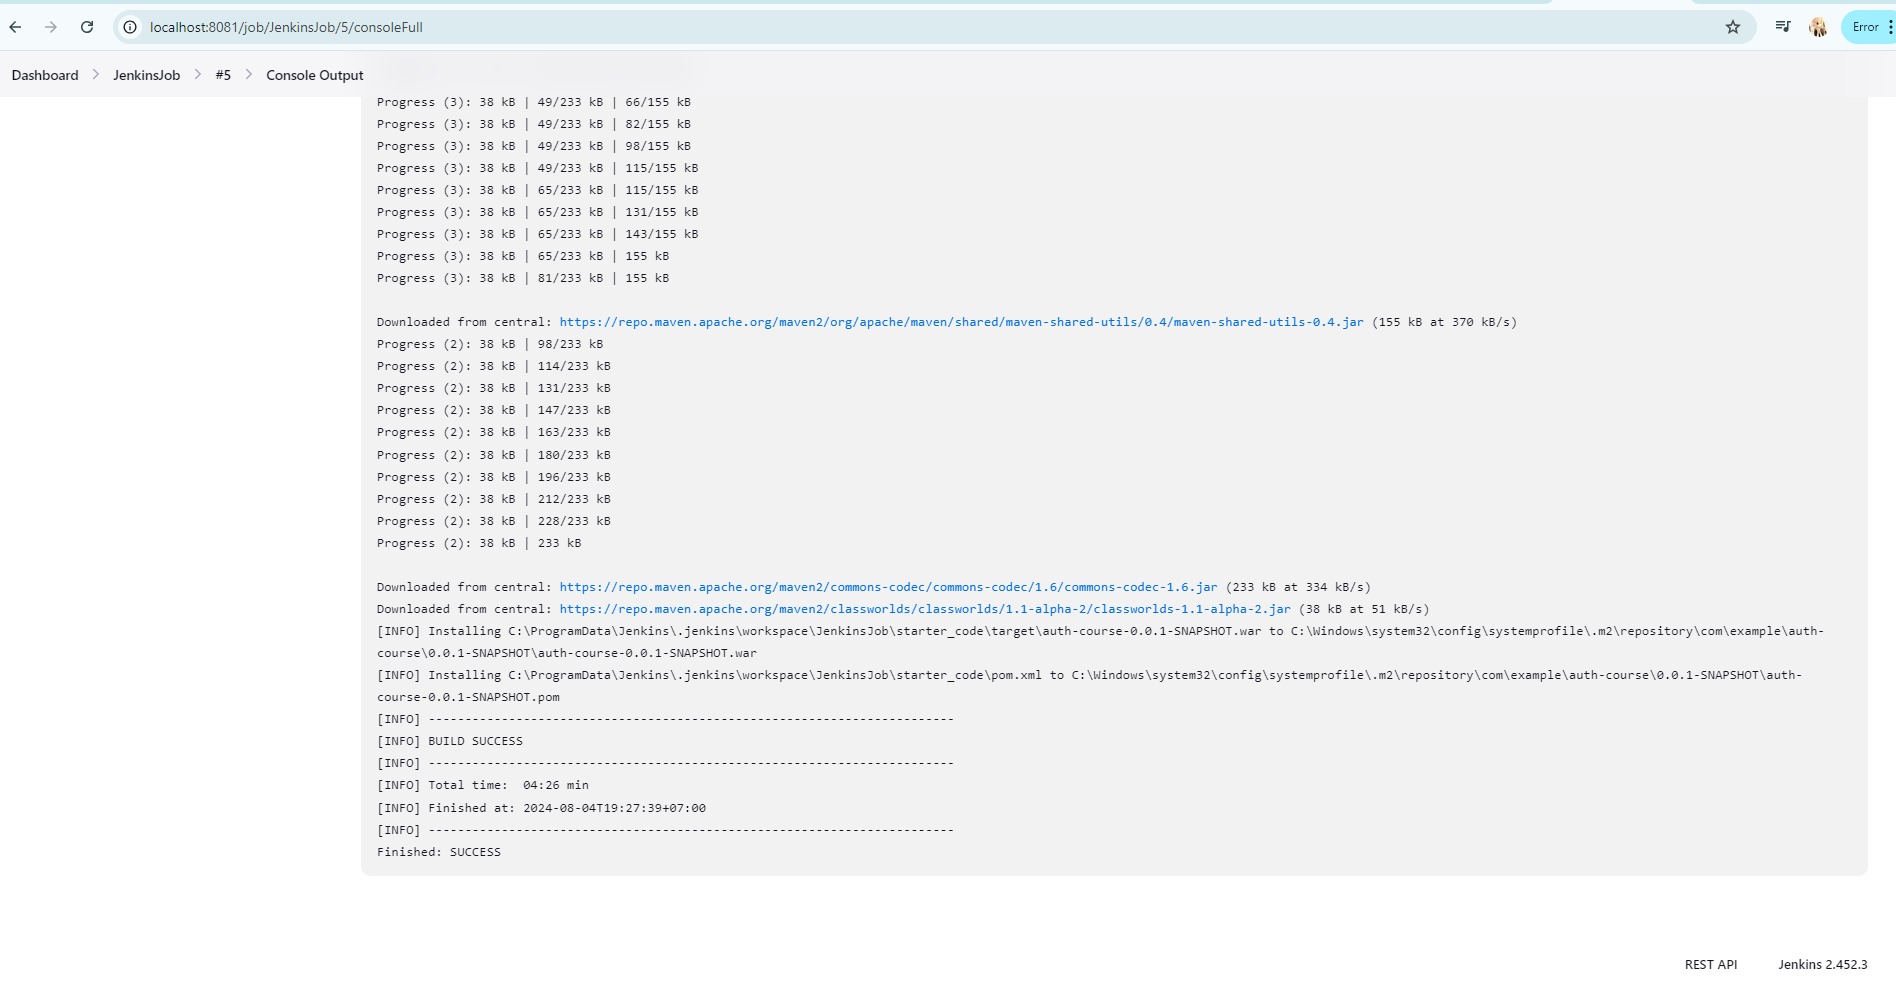 localhost:8081/job/JenkinsJob/5/consoleFull
Error
Dashboard > JenkinsJob > #5 > Console Output
Progress (3): 38 kB | 49/233 kB | 66/155 kB
Progress (3): 38 kB | 49/233 kB | 82/155 kB
Progress (3): 38 kB | 49/233 kB | 98/155 kB
Progress (3): 38 kB | 49/233 kB | 115/155 kB
Progress (3): 38 kB | 65/233 kB | 115/155 kB
Progress (3): 38 kB | 65/233 kB | 131/155 kB
Progress (3): 38 kB | 65/233 kB | 143/155 kB
Progress (3): 38 kB | 65/233 kB | 155 kB
Progress (3): 38 kB | 81/233 kB | 155 kB
Downloaded from central: https://repo.maven.apache.org/maven2/org/apache/maven/shared/maven-shared-utils/0.4/maven-shared-utils-0.4.jar (155 kB at 370 kB/s)
Progress (2): 38 kB | 98/233 kB
Progress (2): 38 kB | 114/233 kB
Progress (2): 38 kB | 131/233 kB
Progress (2): 38 kB | 147/233 kB
Progress (2): 38 kB | 163/233 kB
Progress (2): 38 kB | 180/233 kB
Progress (2): 38 kB | 196/233 kB
Progress (2): 38 kB | 212/233 kB
Progress (2): 38 kB | 228/233 kB
Progress (2): 38 kB | 233 kB
Downloaded from central: https://repo.maven.apache.org/maven2/commons-codec/commons-codec/1.6/commons-codec-1.6.jar (233 kB at 334 kB/s)
Downloaded from central: https://repo.maven.apache.org/maven2/classworlds/classworlds/1.1-alpha-2/classworlds-1.1-alpha-2.jar (38 kB at 51 kB/s)
[INFO] Installing C:\ProgramData\Jenkins\.jenkins\workspace\JenkinsJob\starter_code\target\auth-course-0.0.1-SNAPSHOT.war to C:\Windows\system32\config\systemprofile\.m2\repository\com\example\auth-
course\0.0.1-SNAPSHOT\auth-course-0.0.1-SNAPSHOT.war
[INFO] Installing C:\ProgramData\Jenkins\.jenkins\workspace\JenkinsJob\starter_code\pom.xml to C:\Windows\system32\config\systemprofile\.m2\repository\com\example\auth-course\0.0.1-SNAPSHOT\auth-
course-0.0.1-SNAPSHOT.pom
[INFO] ------------------------------------------------------------------------
[INFO] BUILD SUCCESS
[INFO] ------------------------------------------------------------------------
[INFO] Total time:  04:26 min
[INFO] Finished at: 2024-08-04T19:27:39+07:00
[INFO] ------------------------------------------------------------------------
Finished: SUCCESS
REST API
Jenkins 2.452.3